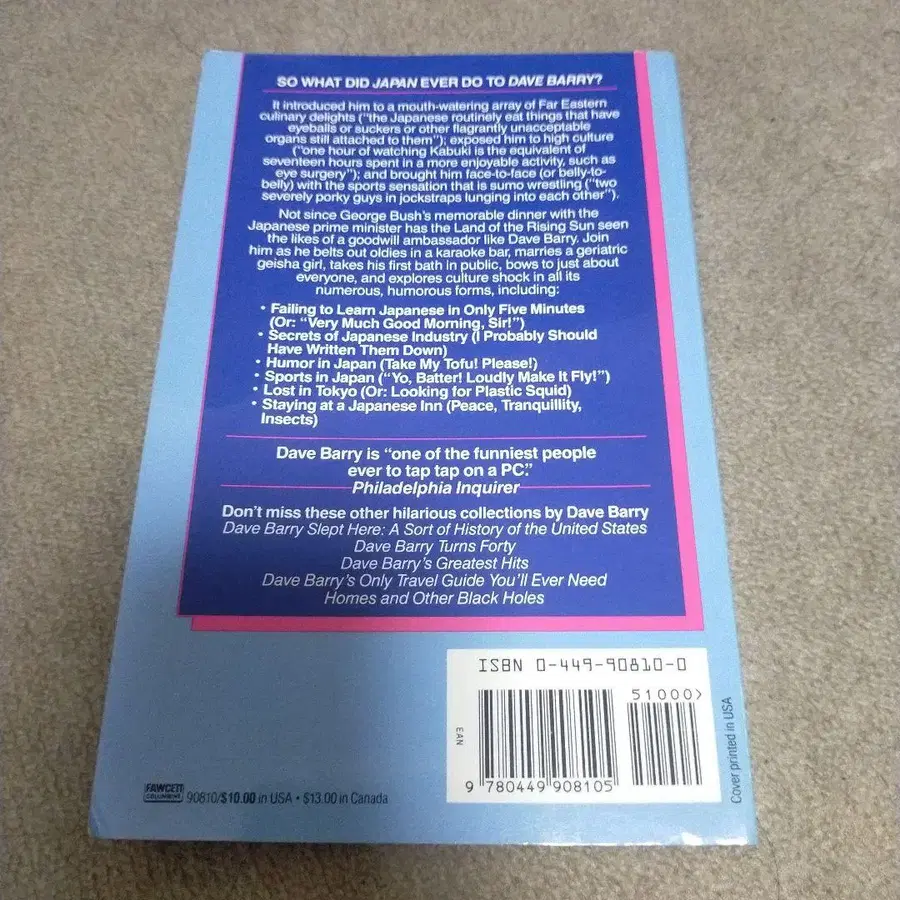 SO WHAT DID JAPAN EVER DO TO DAVE BARRY?
It introduced him to a mouth-watering array of Far Eastern
culinary delights ("the Japanese routinely eat things that have
eyeballs or suckers or other flagrantly unacceptable
organs still attached to them"); exposed him to high culture
("one hour of watching Kabuki is the equivalent of
seventeen hours spent in a more enjoyable activity, such as
eye surgery"); and brought him face-to-face (or belly-to-
belly) with the sports sensation that is sumo wrestling ("two
severely porky guys in jockstraps lunging into each other").
Not since George Bush's memorable dinner with the
Japanese prime minister has the Land of the Rising Sun seen
the likes of a goodwill ambassador like Dave Barry. Join
him as he belts out oldies in a karaoke bar, marries a geriatric
geisha girl, takes his first bath in public, bows to just about
everyone, and explores culture shock in all its
numerous, humorous forms, including:
• Failing to Learn Japanese in Only Five Minutes
(Or: "Very Much Good Morning, Sir!")
• Secrets of Japanese Industry (I Probably Should
Have Written Them Down)
• Humor in Japan (Take My Tofu! Please!)
• Sports in Japan ("Yo, Batter! Loudly Make It Fly!")
• Lost in Tokyo (Or: Looking for Plastic Squid)
• Staying at a Japanese Inn (Peace, Tranquillity,
Insects)
Dave Barry is "one of the funniest people
ever to tap tap on a PC."
Philadelphia Inquirer
Don't miss these other hilarious collections by Dave Barry
Dave Barry Slept Here: A Sort of History of the United States
Dave Barry Turns Forty
Dave Barry's Greatest Hits
Dave Barry's Only Travel Guide You'll Ever Need
Homes and Other Black Holes
ISBN 0-449-90810-0
51000>
EAN
9 780449 908105
Cover printed in USA
FAWCETT
COLUMBINE
90810/$10.00 in USA • $13.00 in Canada